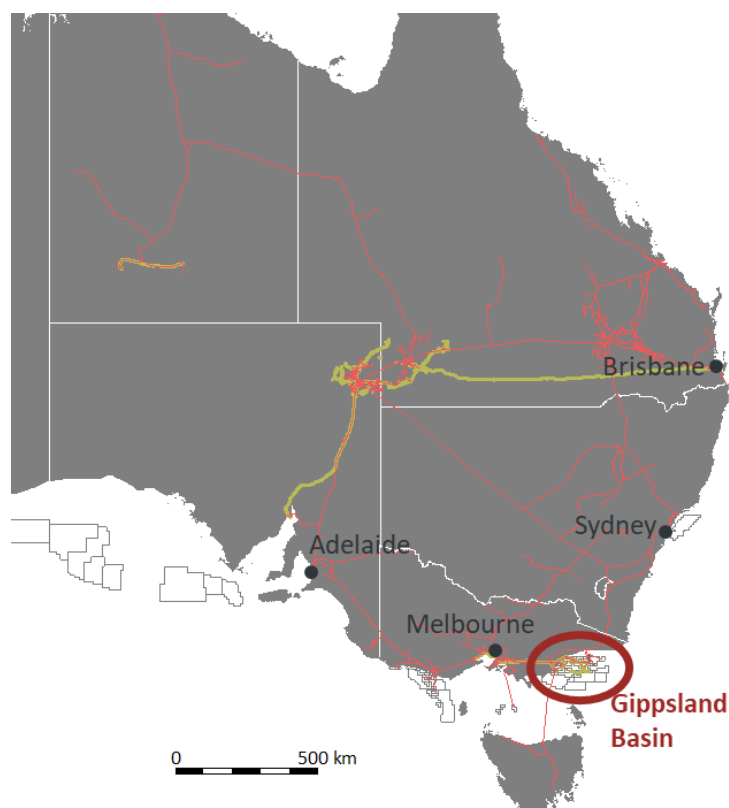 Brisbane
Sydney
Adelaide
Melbourne
Gippsland
Basin
0 500 km